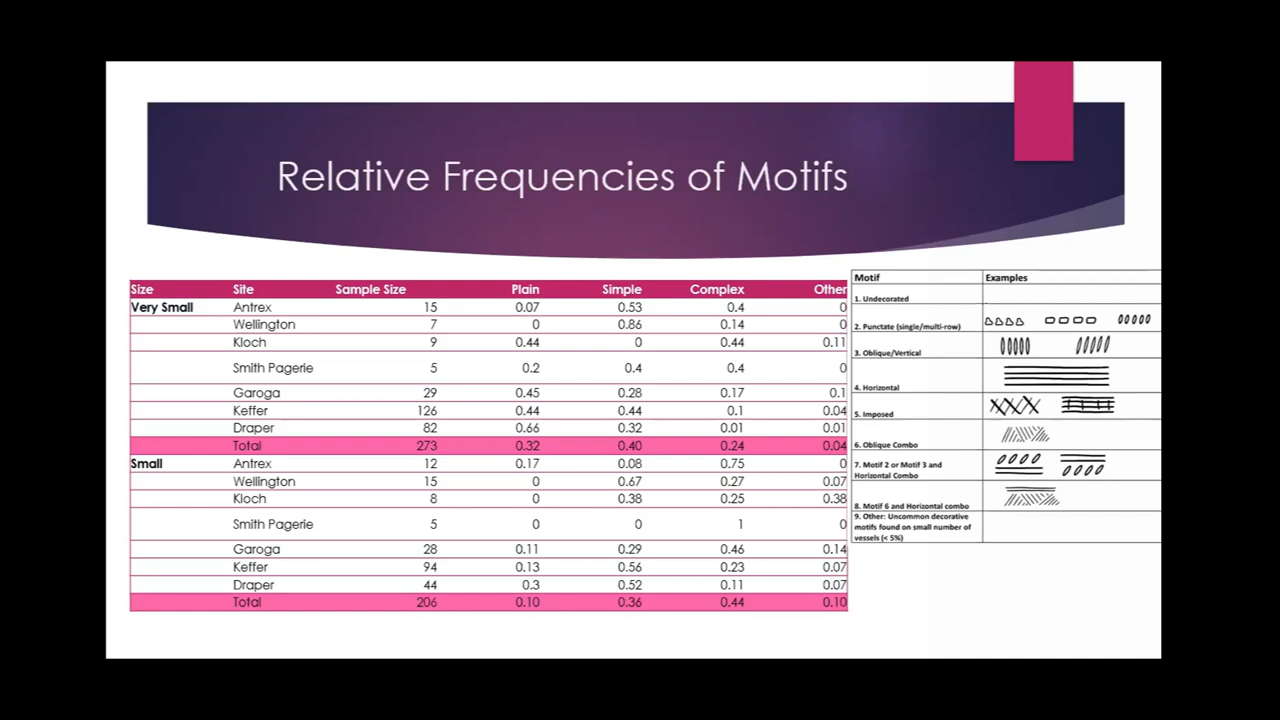 Relative Frequencies of Motifs
Size Site Sample Size Plain Simple Complex Other
Very Small Antrex 15 0.07 0.53 0.4 0
Wellington 7 0 0.86 0.14 0
Kloch 9 0.44 0 0.44 0.11
Smith Pagerie 5 0.2 0.4 0.4 0
Garoga 29 0.45 0.28 0.17 0.1
Keffer 126 0.44 0.44 0.1 0.04
Draper 82 0.66 0.32 0.01 0.01
Total 273 0.32 0.40 0.24 0.04
Small Antrex 12 0.17 0.08 0.75 0
Wellington 15 0 0.67 0.27 0.07
Kloch 8 0 0.38 0.25 0.38
Smith Pagerie 5 0 0 1 0
Garoga 28 0.11 0.29 0.46 0.14
Keffer 94 0.13 0.56 0.23 0.07
Draper 44 0.3 0.52 0.11 0.07
Total 206 0.10 0.36 0.44 0.10
Motif Examples
1. Undecorated
2. Punctate (single/multi-row)
3. Oblique/Vertical
4. Horizontal
5. Imposed
6. Oblique Combo
7. Motif 2 or Motif 3 and
Horizontal Combo
8. Motif 6 and Horizontal combo
9. Other: Uncommon decorative
motifs found on small number of
vessels (< 5%)